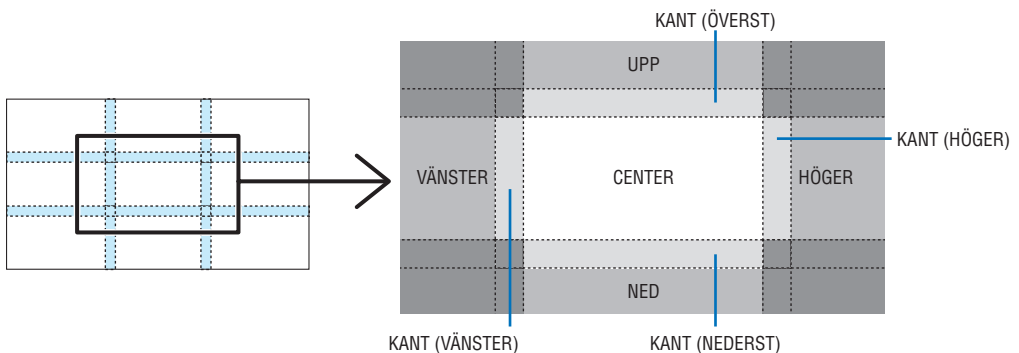 KANT (ÖVERST)
UPP
KANT (HÖGER)
VÄNSTER
CENTER
HÖGER
NED
KANT (VÄNSTER)
KANT (NEDERST)